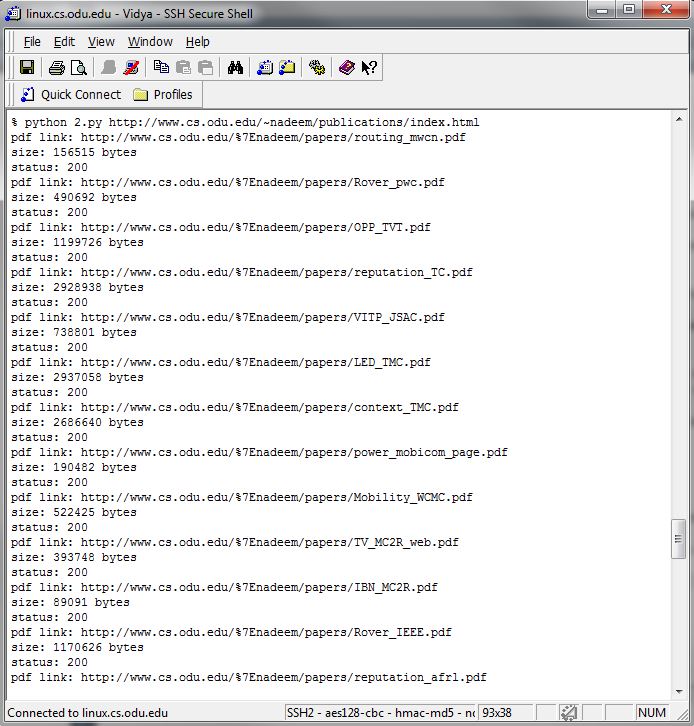 linux.cs.odu.edu - Vidya - SSH Secure Shell
File Edit View Window Help
Quick Connect Profiles
% python 2.py http://www.cs.odu.edu/~nadeem/publications/index.html
pdf link: http://www.cs.odu.edu/%7Enadeem/papers/routing_mwcn.pdf
size: 156515 bytes
status: 200
pdf link: http://www.cs.odu.edu/%7Enadeem/papers/Rover_pwc.pdf
size: 490692 bytes
status: 200
pdf link: http://www.cs.odu.edu/%7Enadeem/papers/OPP_TVT.pdf
size: 1199726 bytes
status: 200
pdf link: http://www.cs.odu.edu/%7Enadeem/papers/reputation_TC.pdf
size: 2928938 bytes
status: 200
pdf link: http://www.cs.odu.edu/%7Enadeem/papers/VITP_JSAC.pdf
size: 738801 bytes
status: 200
pdf link: http://www.cs.odu.edu/%7Enadeem/papers/LED_TMC.pdf
size: 2937058 bytes
status: 200
pdf link: http://www.cs.odu.edu/%7Enadeem/papers/context_TMC.pdf
size: 2686640 bytes
status: 200
pdf link: http://www.cs.odu.edu/%7Enadeem/papers/power_mobicom_page.pdf
size: 190482 bytes
status: 200
pdf link: http://www.cs.odu.edu/%7Enadeem/papers/Mobility_WCMC.pdf
size: 522425 bytes
status: 200
pdf link: http://www.cs.odu.edu/%7Enadeem/papers/TV_MC2R_web.pdf
size: 393748 bytes
status: 200
pdf link: http://www.cs.odu.edu/%7Enadeem/papers/IBN_MC2R.pdf
size: 89091 bytes
status: 200
pdf link: http://www.cs.odu.edu/%7Enadeem/papers/Rover_IEEE.pdf
size: 1170626 bytes
status: 200
pdf link: http://www.cs.odu.edu/%7Enadeem/papers/reputation_afrl.pdf
Connected to linux.cs.odu.edu SSH2 - aes128-cbc - hmac-md5 - nc 93x38 NUM